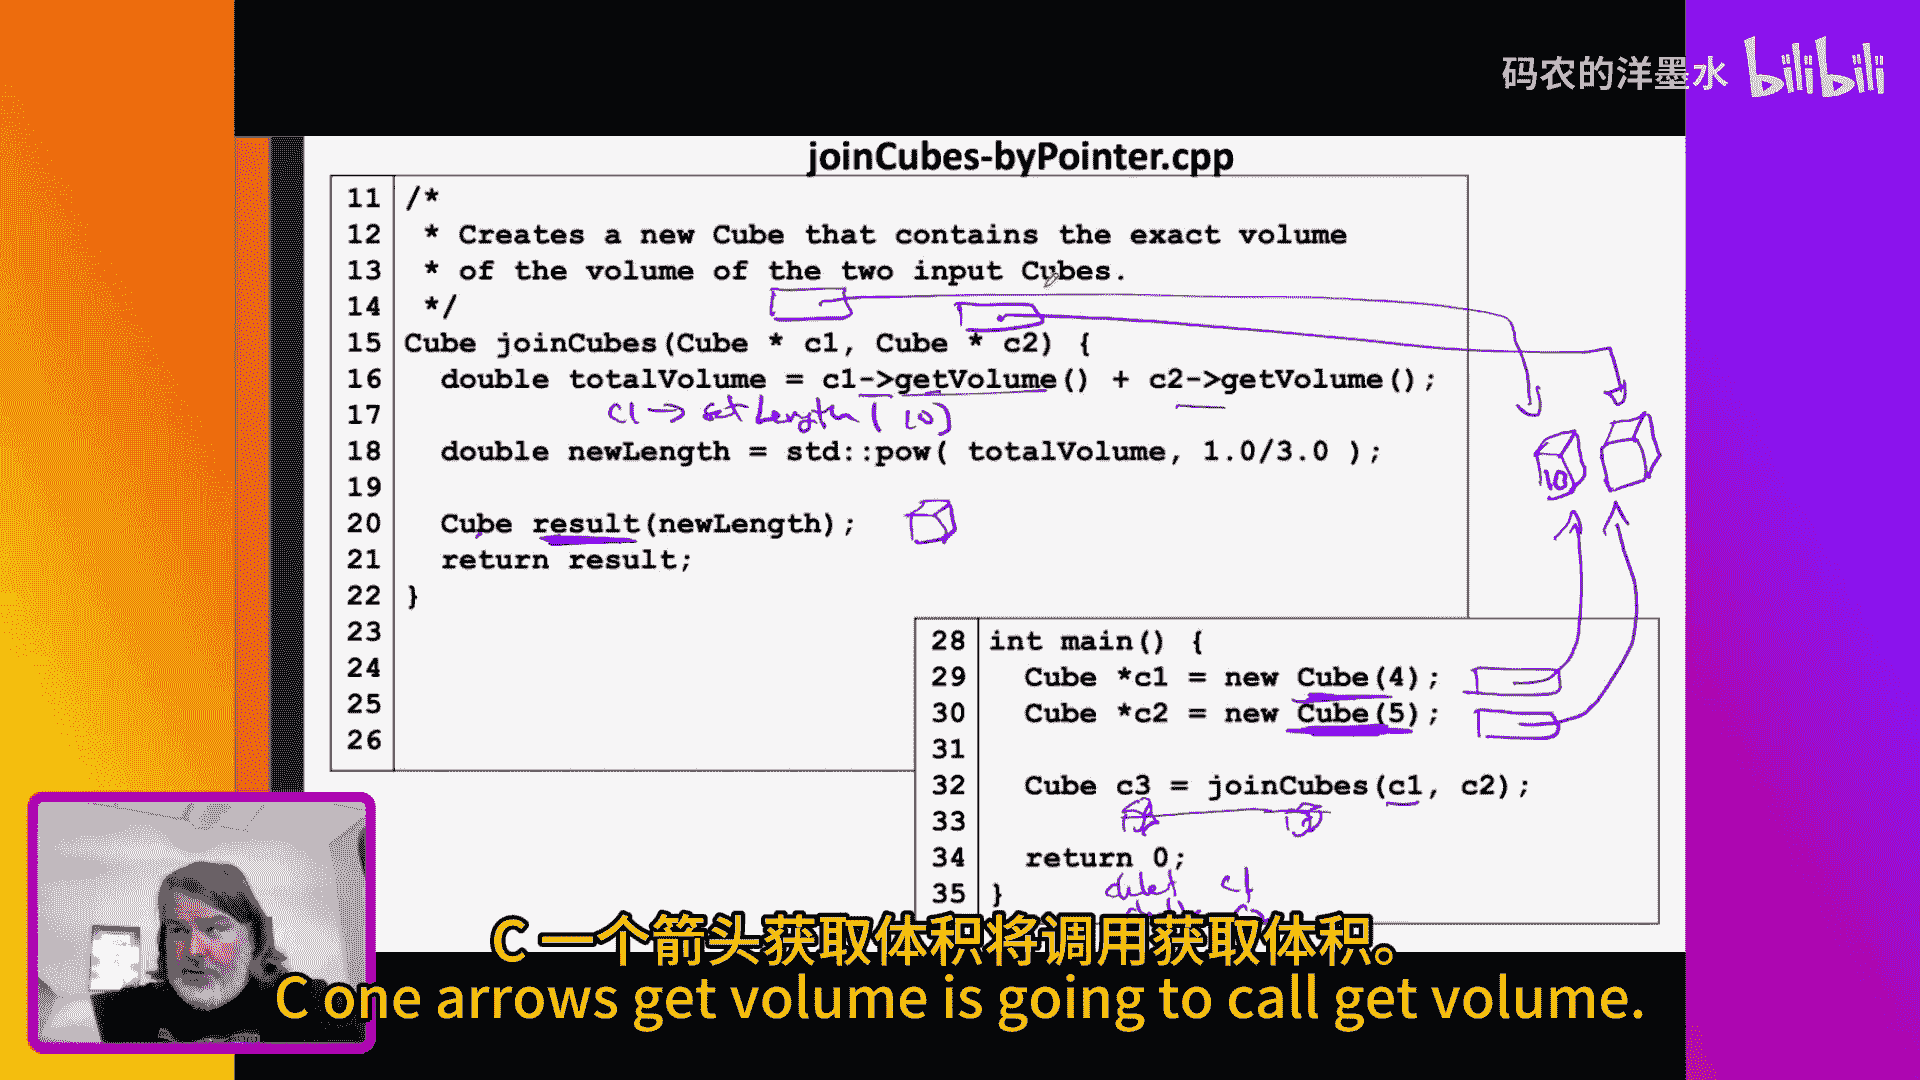 码农的洋墨水 bilibili
joinCubes-byPointer.cpp
11 /*
12  * Creates a new Cube that contains the exact volume
13  * of the volume of the two input Cubes.
14  */
15 Cube joinCubes(Cube * c1, Cube * c2) {
16   double totalVolume = c1->getVolume() + c2->getVolume();
17   c1 -> setLength ( 10 )
18   double newLength = std::pow( totalVolume, 1.0/3.0 );
19
10
20   Cube result(newLength);
21   return result;
22 }
23
24
25
26
28 int main() {
29   Cube *c1 = new Cube(4);
30   Cube *c2 = new Cube(5);
31
32   Cube c3 = joinCubes(c1, c2);
33
34   return 0;
35 }
c1
C 一个箭头获取体积将调用获取体积。
C one arrows get volume is going to call get volume.